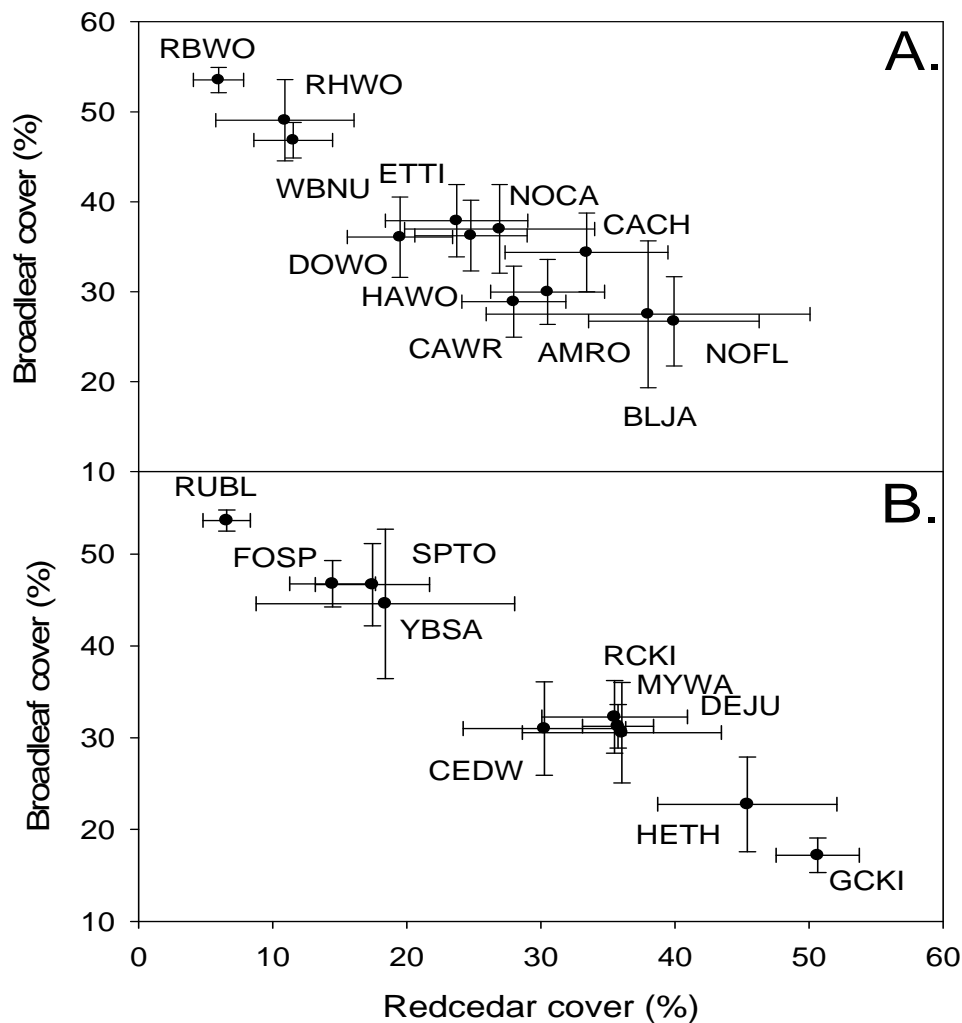 60
RBWO
A.
RHWO
50
Broadleaf cover (%)
WBNU
ETTI
NOCA
40
CACH
DOWO
30
HAWO
CAWR
AMRO
NOFL
20
BLJA
10
RUBL
B.
50
FOSP
SPTO
Broadleaf cover (%)
YBSA
40
RCKI
MYWA
DEJU
30
CEDW
HETH
20
GCKI
10
0
10
20
30
40
50
60
Redcedar cover (%)